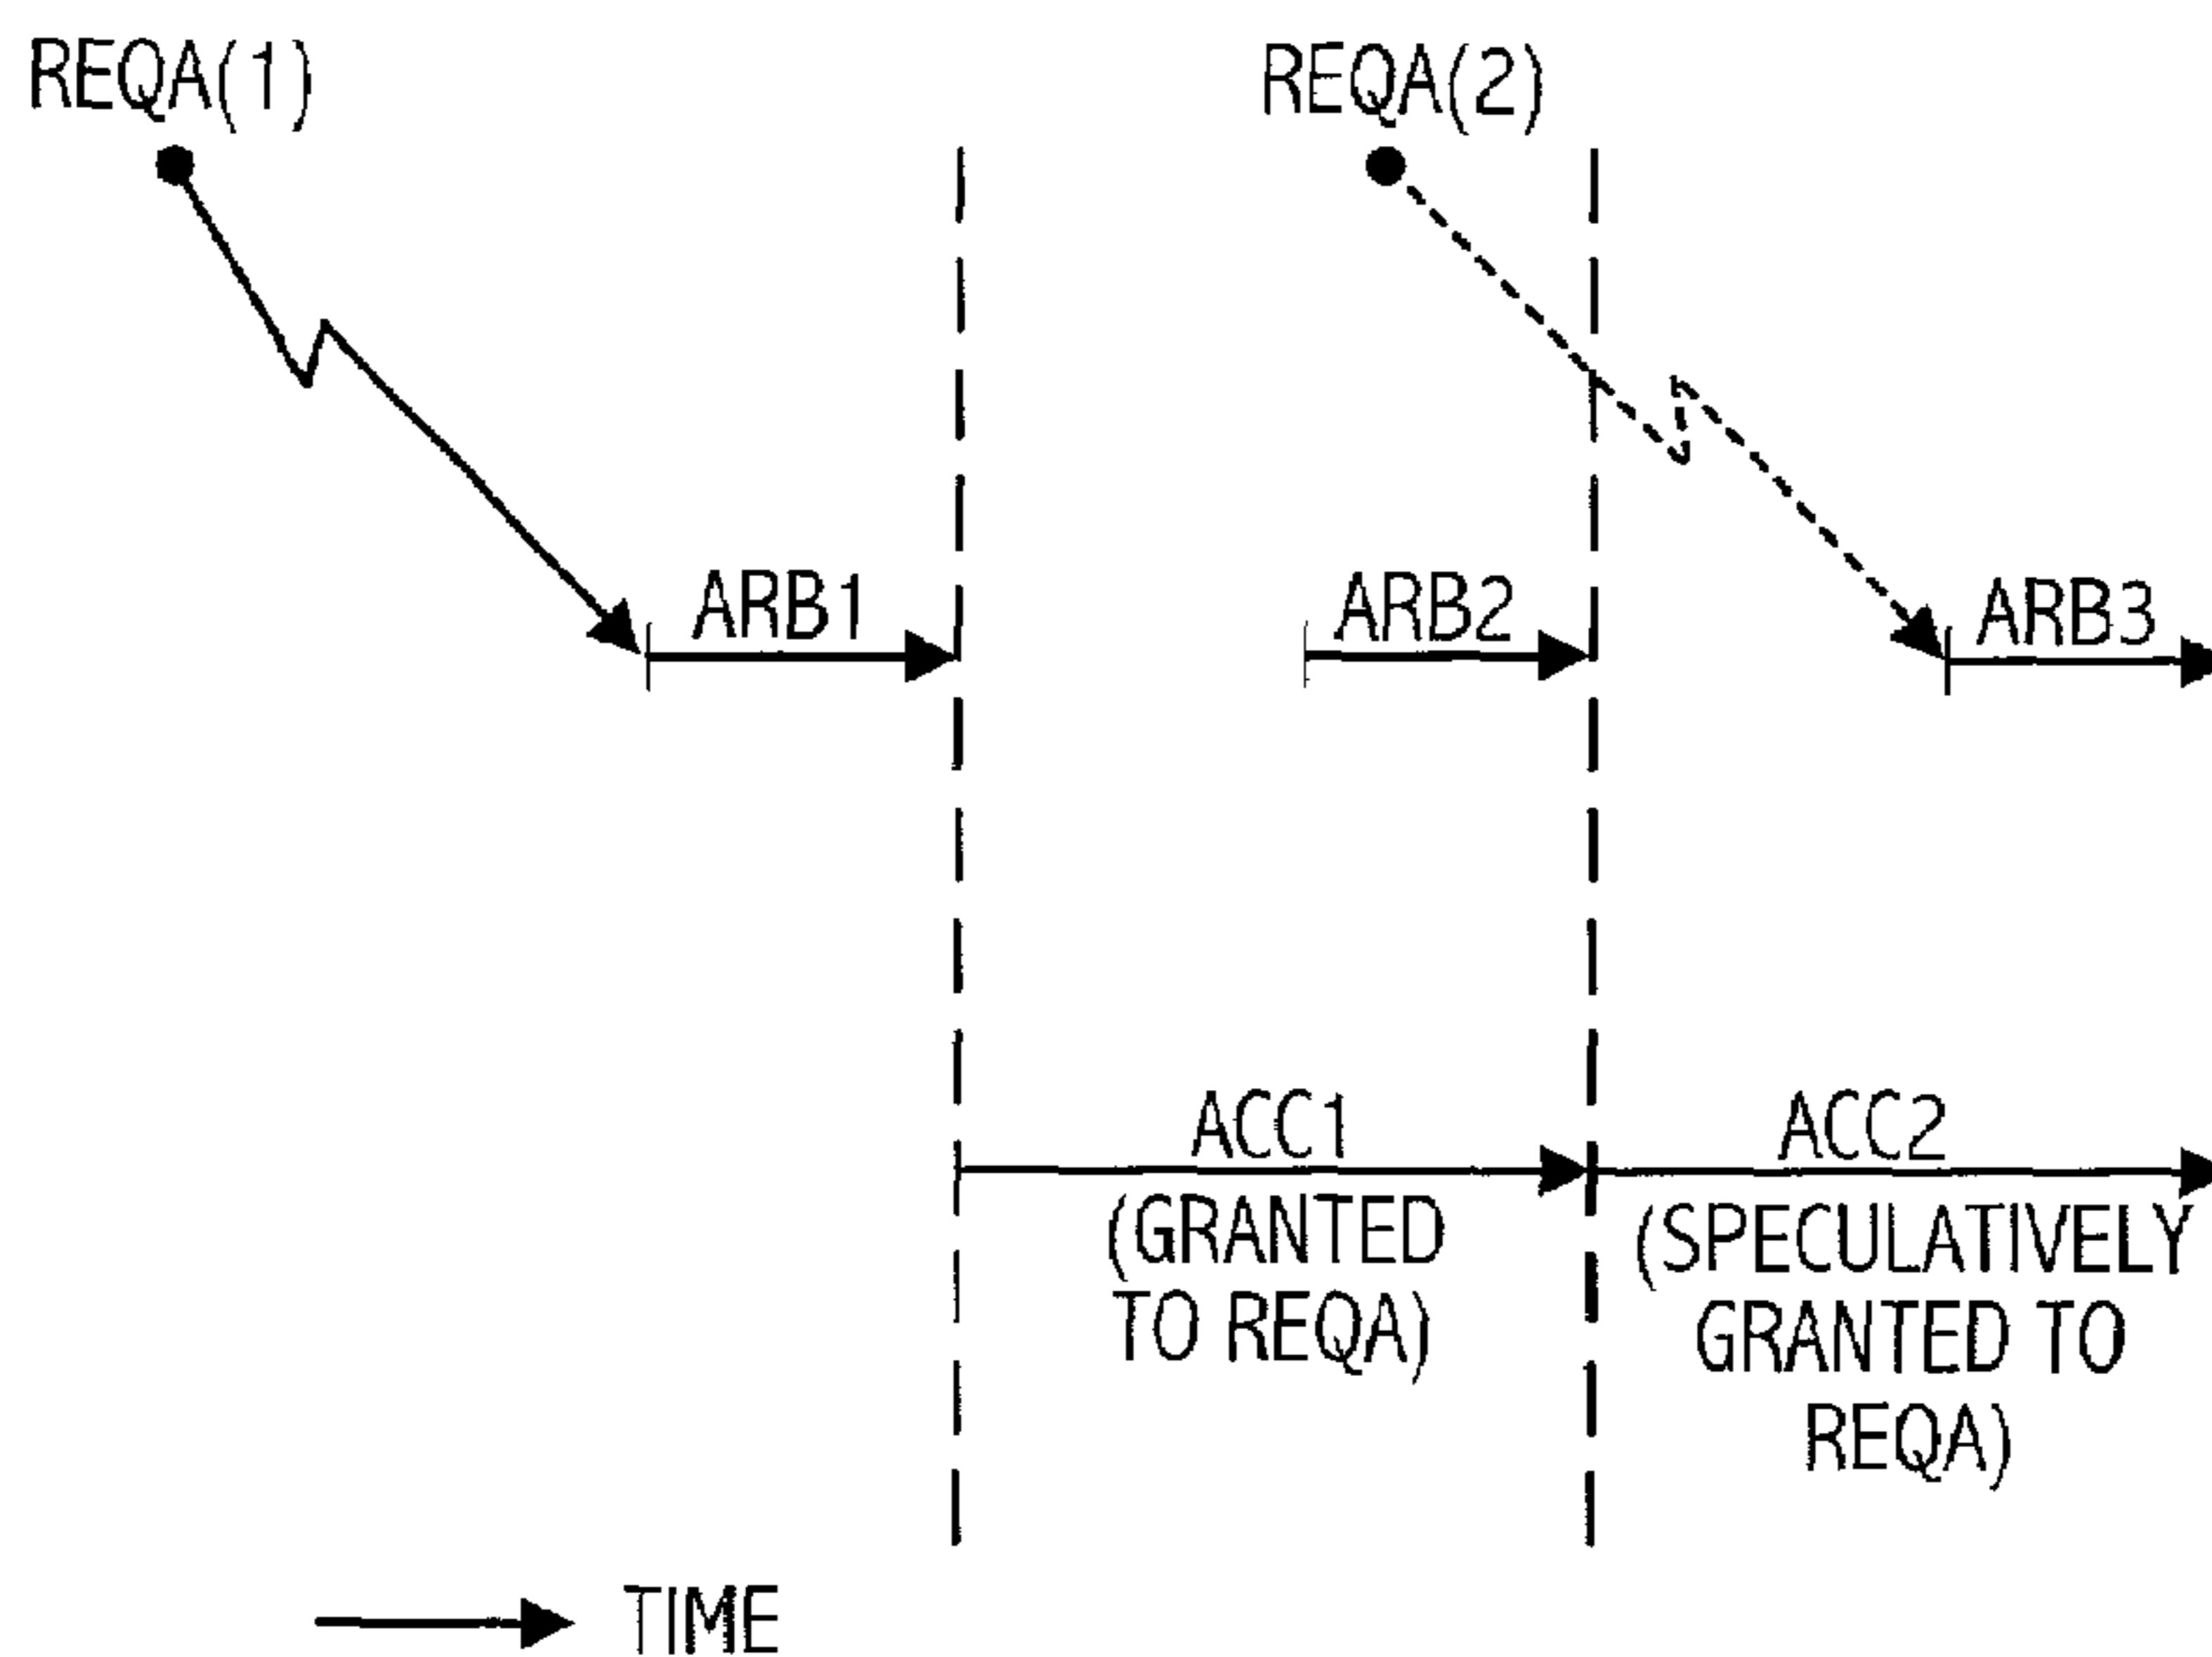 REQA(1)
REQA(2)
ARB1
ARB2
ARB3
ACC1
(GRANTED
TO REQA)
ACC2
(SPECULATIVELY
GRANTED TO
REQA)
TIME